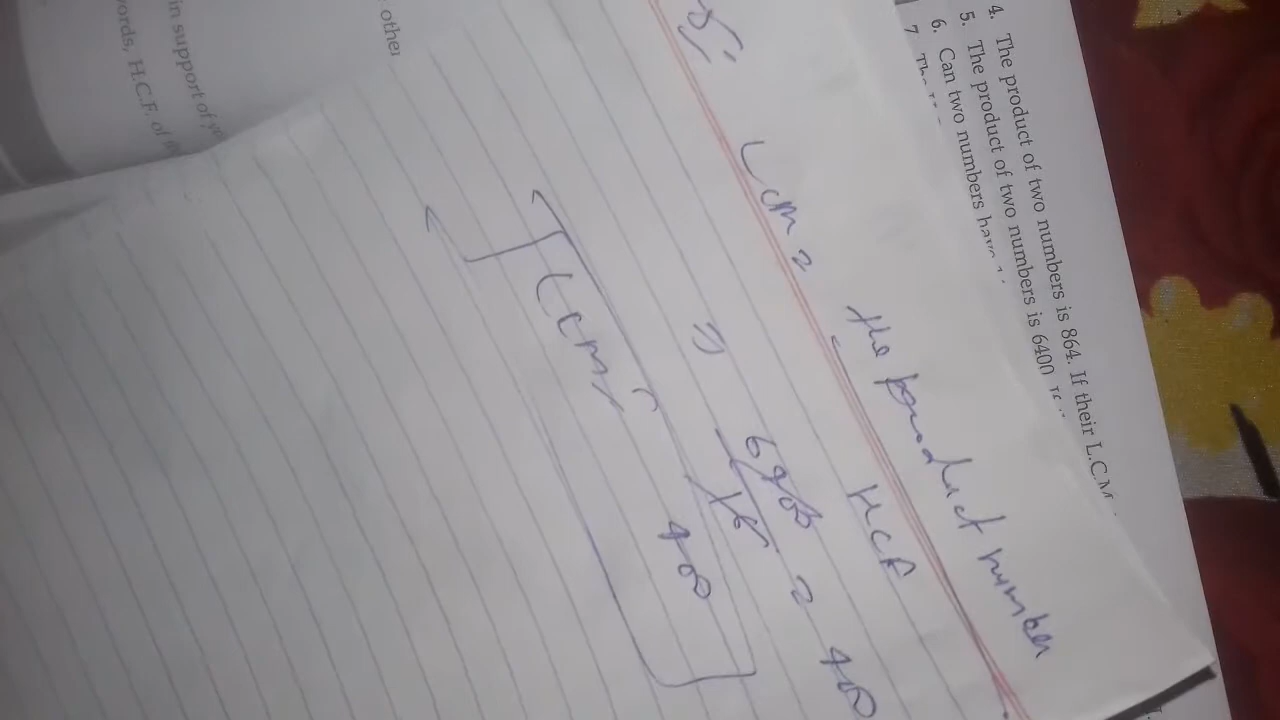 4. The product of two numbers is 864. If their L.C.M
5. The product of two numbers is 6400
6. Can two numbers have
7
LCM = the product number
HCF
⇒ 6400 = 400
16
LCM = 400
other
in support of
words, H.C.F. of